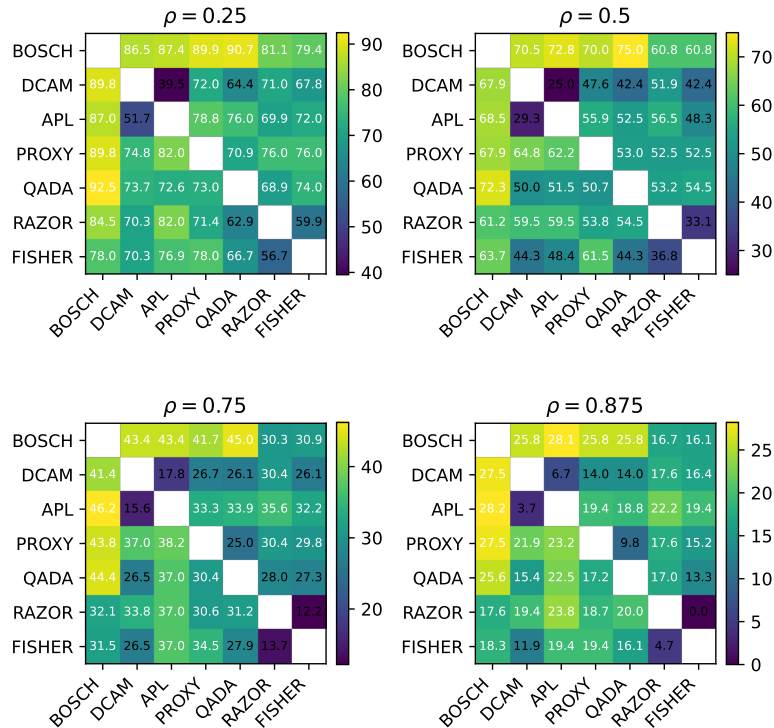 ρ = 0.25
BOSCH 86.5 87.4 89.9 90.7 81.1 79.4
DCAM 89.8 39.5 72.0 64.4 71.0 67.8
APL 87.0 51.7 78.8 76.0 69.9 72.0
PROXY 89.8 74.8 82.0 70.9 76.0 76.0
QADA 92.5 73.7 72.6 73.0 68.9 74.0
RAZOR 84.5 70.3 82.0 71.4 62.9 59.9
FISHER 78.0 70.3 76.9 78.0 66.7 56.7
BOSCH DCAM APL PROXY QADA RAZOR FISHER
90
80
70
60
50
40
ρ = 0.5
BOSCH 70.5 72.8 70.0 75.0 60.8 60.8
DCAM 67.9 25.0 47.6 42.4 51.9 42.4
APL 68.5 29.3 55.9 52.5 56.5 48.3
PROXY 67.9 64.8 62.2 53.0 52.5 52.5
QADA 72.3 50.0 51.5 50.7 53.2 54.5
RAZOR 61.2 59.5 59.5 53.8 54.5 33.1
FISHER 63.7 44.3 48.4 61.5 44.3 36.8
BOSCH DCAM APL PROXY QADA RAZOR FISHER
70
60
50
40
30
ρ = 0.75
BOSCH 43.4 43.4 41.7 45.0 30.3 30.9
DCAM 41.4 17.8 26.7 26.1 30.4 26.1
APL 46.2 15.6 33.3 33.9 35.6 32.2
PROXY 43.8 37.0 38.2 25.0 30.4 29.8
QADA 44.4 26.5 37.0 30.4 28.0 27.3
RAZOR 32.1 33.8 37.0 30.6 31.2 12.2
FISHER 31.5 26.5 37.0 34.5 27.9 13.7
BOSCH DCAM APL PROXY QADA RAZOR FISHER
40
30
20
ρ = 0.875
BOSCH 25.8 28.1 25.8 25.8 16.7 16.1
DCAM 27.5 6.7 14.0 14.0 17.6 16.4
APL 28.2 3.7 19.4 18.8 22.2 19.4
PROXY 27.5 21.9 23.2 9.8 17.6 15.2
QADA 25.6 15.4 22.5 17.2 17.0 13.3
RAZOR 17.6 19.4 23.8 18.7 20.0 0.0
FISHER 18.3 11.9 19.4 19.4 16.1 4.7
BOSCH DCAM APL PROXY QADA RAZOR FISHER
25
20
15
10
5
0